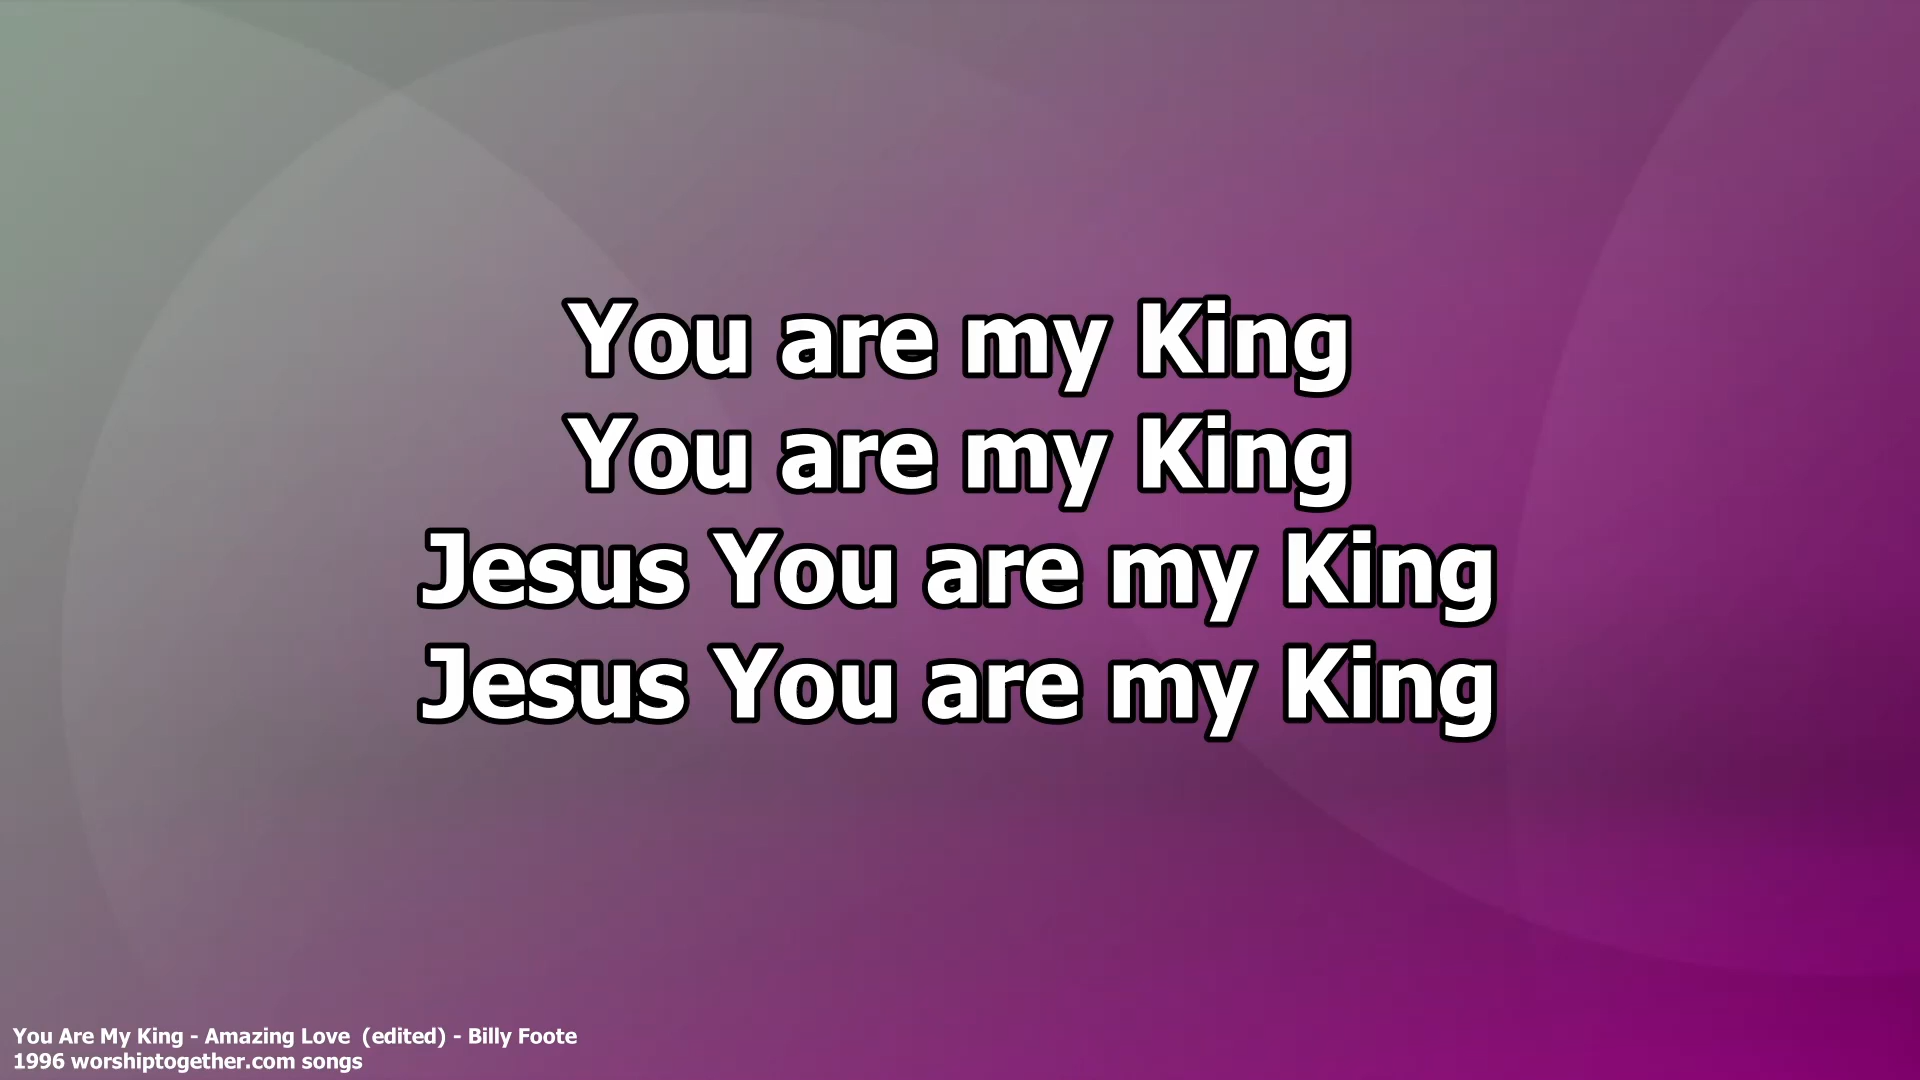 You are my King
You are my King
Jesus You are my King
Jesus You are my King
You Are My King - Amazing Love  (edited) - Billy Foote
1996 worshiptogether.com songs